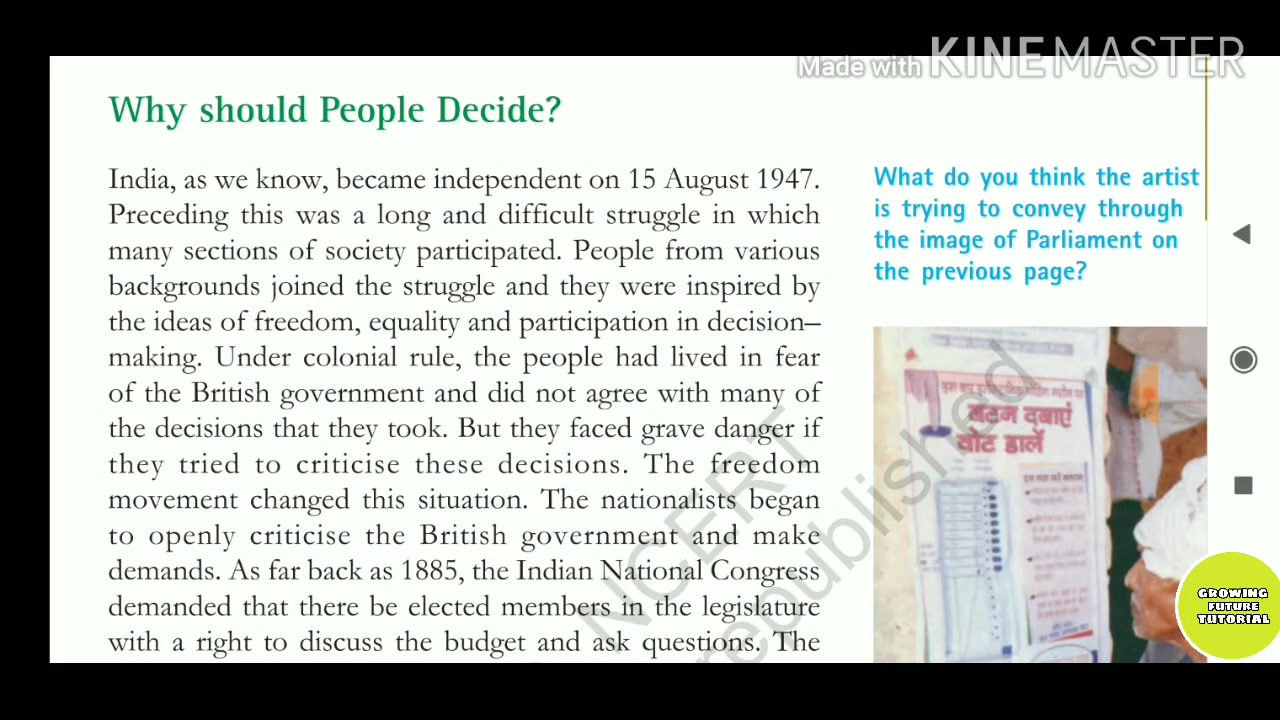 Made with KINEMASTER
Why should People Decide?
India, as we know, became independent on 15 August 1947.
Preceding this was a long and difficult struggle in which
many sections of society participated. People from various
backgrounds joined the struggle and they were inspired by
the ideas of freedom, equality and participation in decision–
making. Under colonial rule, the people had lived in fear
of the British government and did not agree with many of
the decisions that they took. But they faced grave danger if
they tried to criticise these decisions. The freedom
movement changed this situation. The nationalists began
to openly criticise the British government and make
demands. As far back as 1885, the Indian National Congress
demanded that there be elected members in the legislature
with a right to discuss the budget and ask questions. The
What do you think the artist
is trying to convey through
the image of Parliament on
the previous page?
बटन दबाएं
वोट डालें
NCERT
republished
GROWING
FUTURE
TUTORIAL